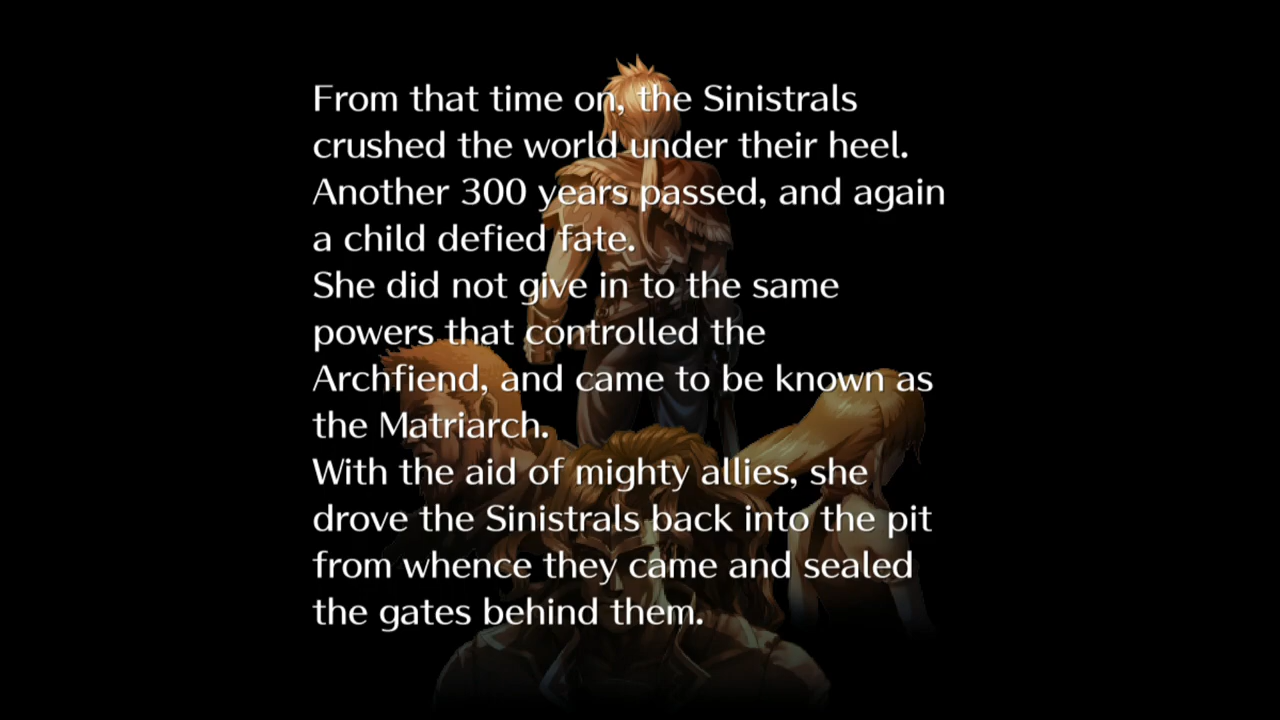 From that time on, the Sinistrals
crushed the world under their heel.
Another 300 years passed, and again
a child defied fate.
She did not give in to the same
powers that controlled the
Archfiend, and came to be known as
the Matriarch.
With the aid of mighty allies, she
drove the Sinistrals back into the pit
from whence they came and sealed
the gates behind them.